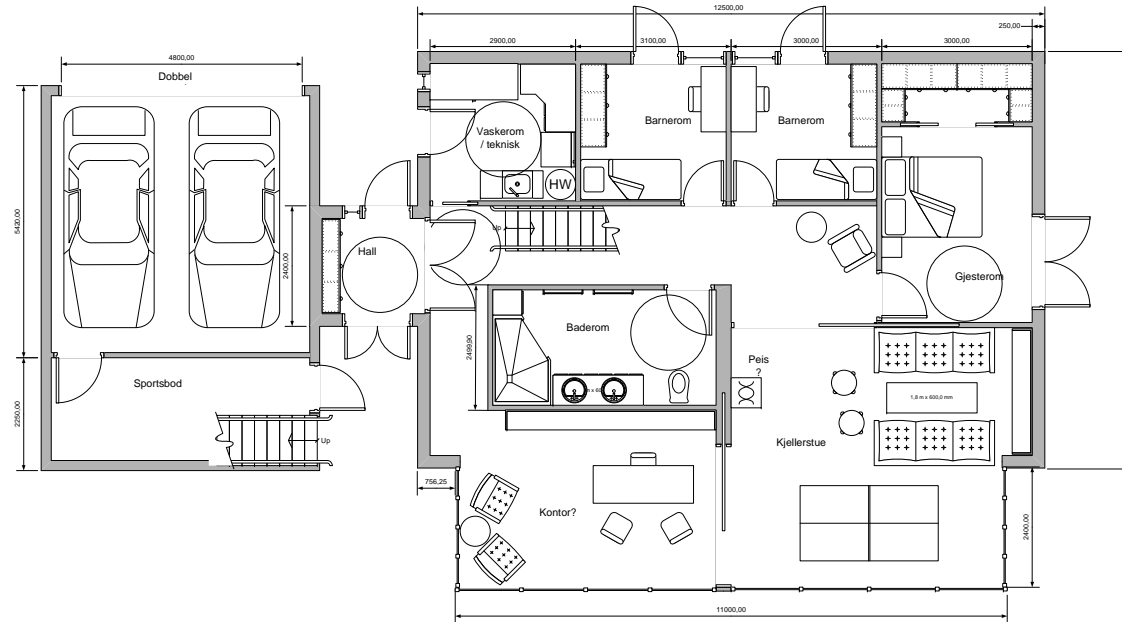 12500,00
250,00
2900,00
3100,00
3000,00
3000,00
4800,00
Dobbel
Vaskerom
/ teknisk
Barnerom
Barnerom
HW
Up
5420,00
2400,00
Hall
Gjesterom
Baderom
2499,90
Peis
?
1,8 m x 600,0 mm
Sportsbod
2250,00
Up
Kjellerstue
756,25
Kontor?
2400,00
11000,00